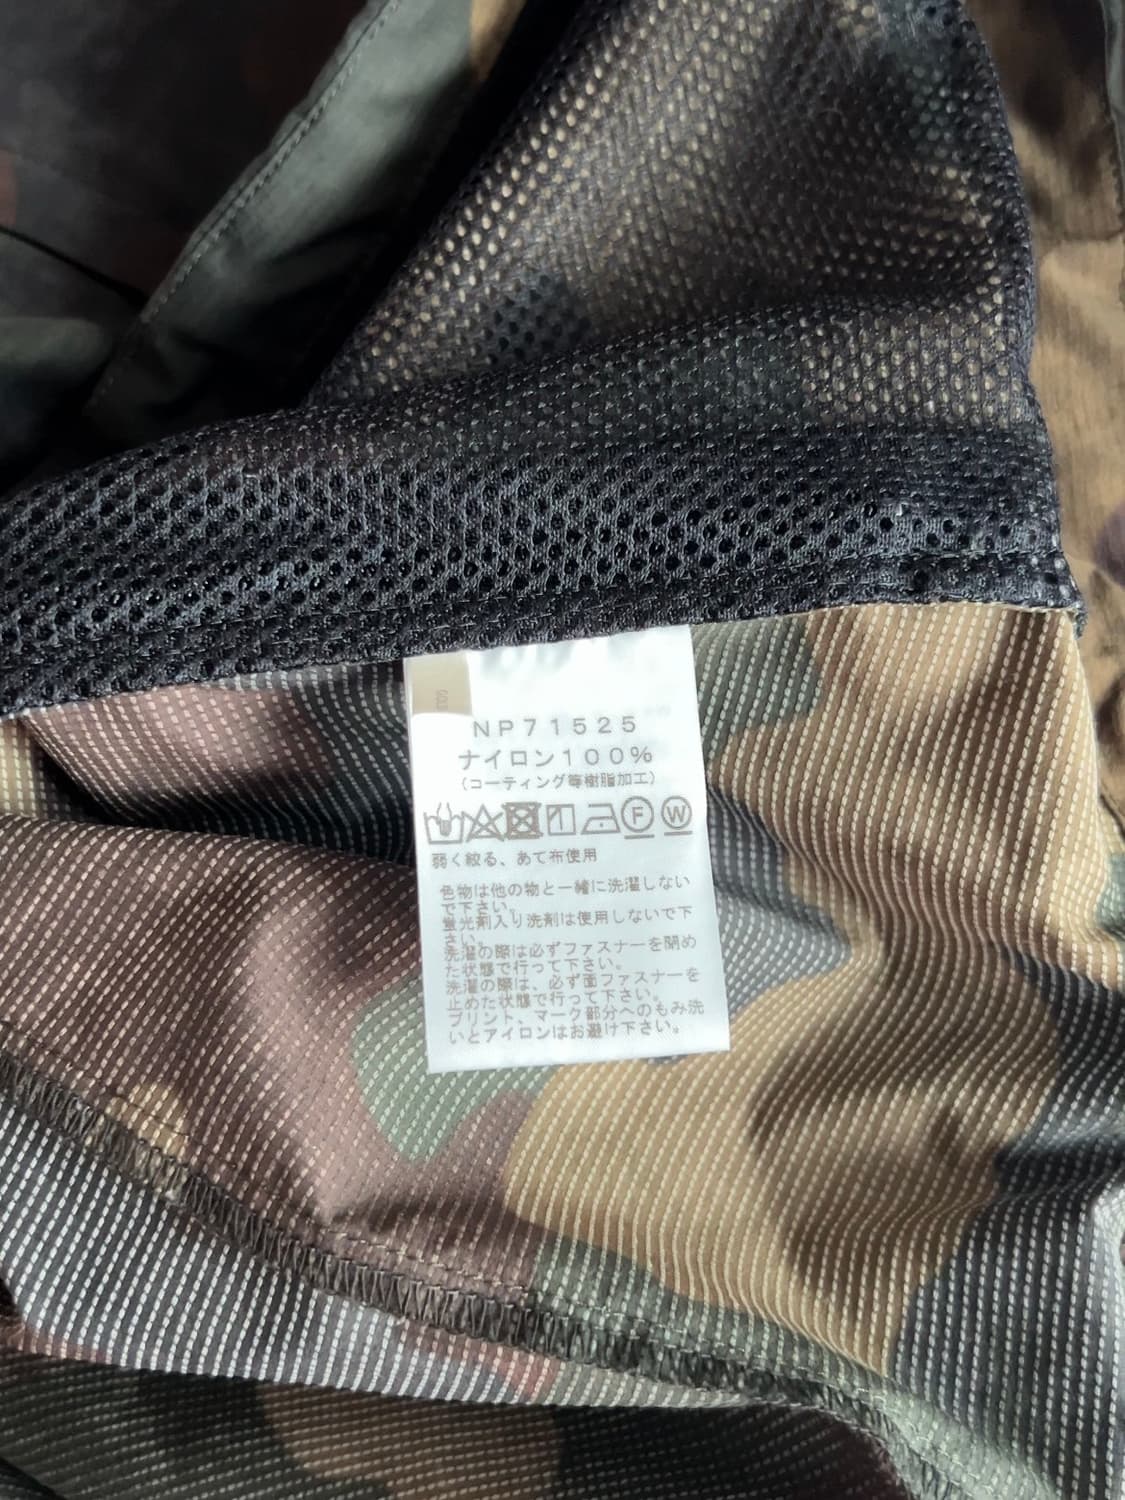 NP71525
ナイロン100%
(コーティング等樹脂加工)
F W
弱く絞る、あて布使用
色物は他の物と一緒に洗濯しない
で下さい。
蛍光剤入り洗剤は使用しないで下
さい。
洗濯の際は必ずファスナーを閉め
た状態で行って下さい。
洗濯の際は、必ず面ファスナーを
止めた状態で行って下さい。
プリント、マーク部分へのもみ洗
いとアイロンはお避け下さい。